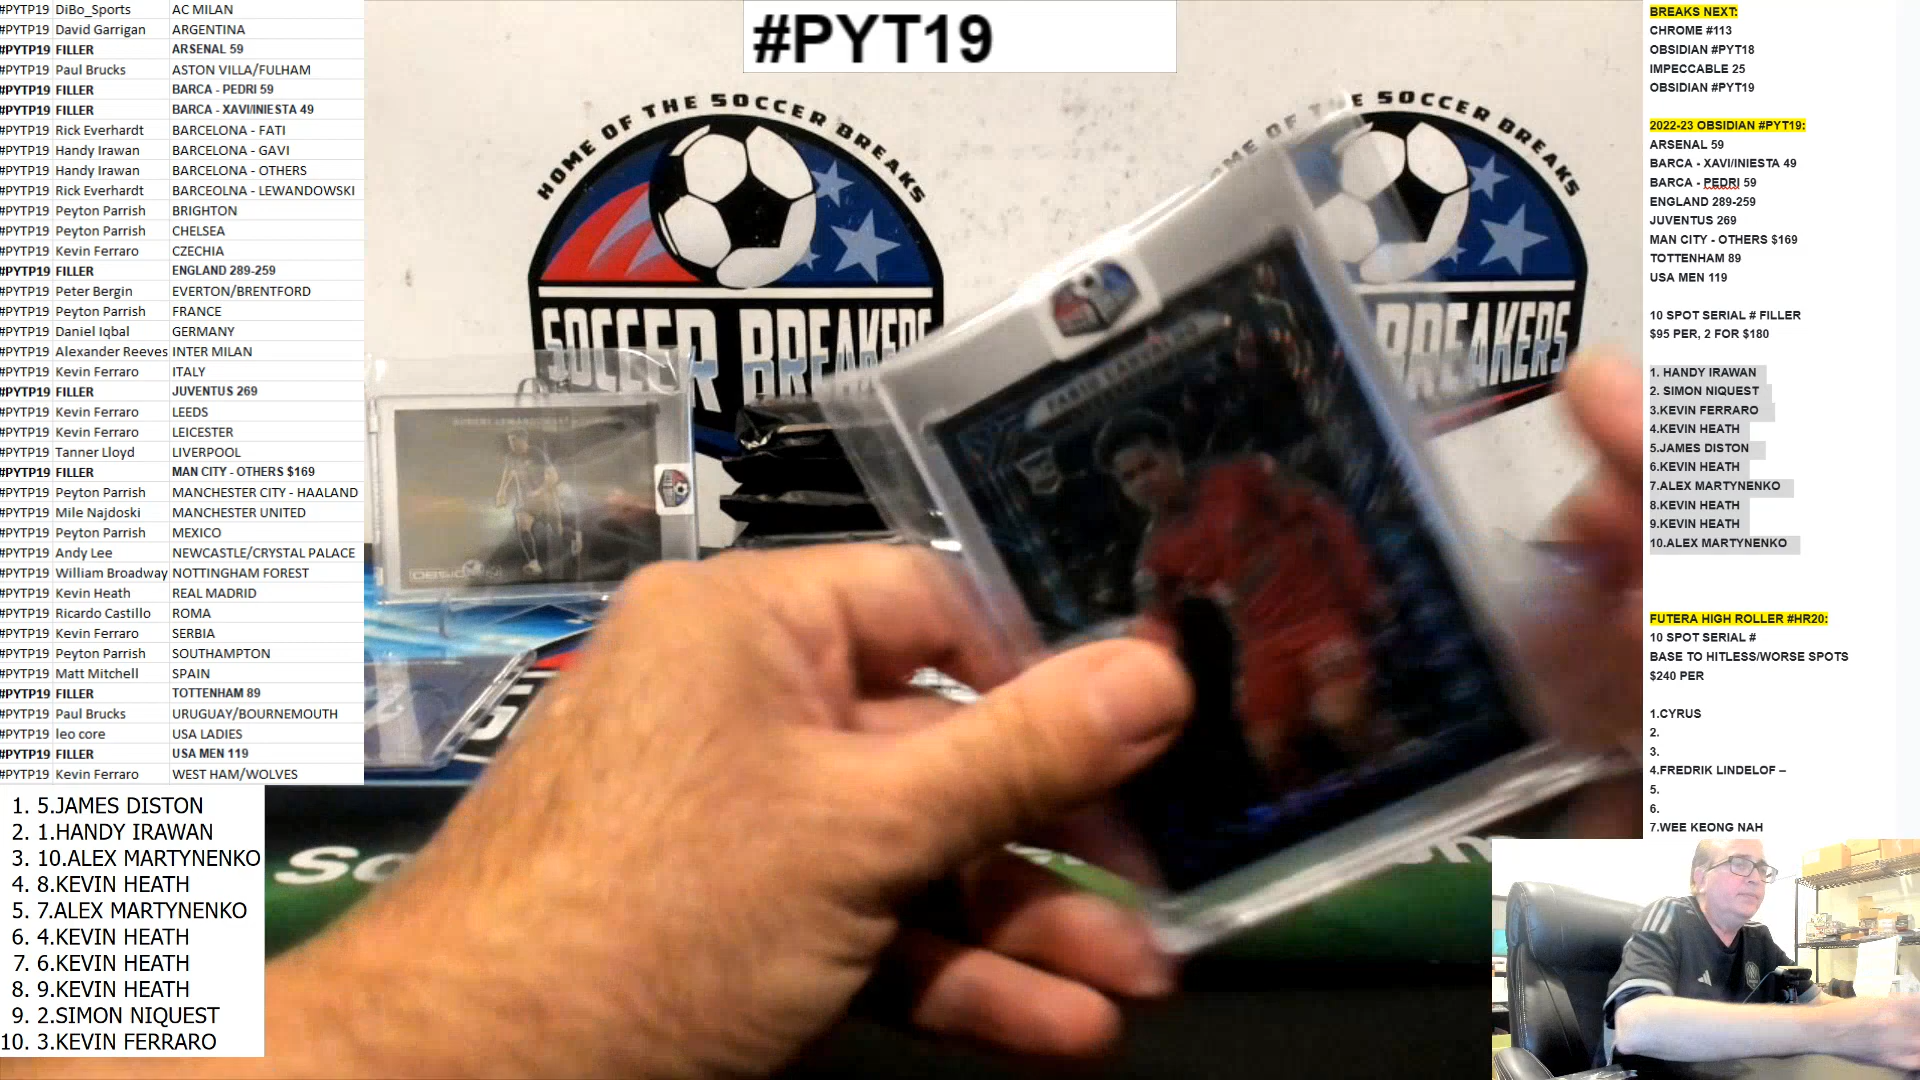 #PYTP19 DiBo_Sports AC MILAN
#PYTP19 David Garrigan ARGENTINA
#PYTP19 FILLER ARSENAL 59
#PYTP19 Paul Brucks ASTON VILLA/FULHAM
#PYTP19 FILLER BARCA - PEDRI 59
#PYTP19 FILLER BARCA - XAVI/INIESTA 49
#PYTP19 Rick Everhardt BARCELONA - FATI
#PYTP19 Handy Irawan BARCELONA - GAVI
#PYTP19 Handy Irawan BARCELONA - OTHERS
#PYTP19 Rick Everhardt BARCEOLNA - LEWANDOWSKI
#PYTP19 Peyton Parrish BRIGHTON
#PYTP19 Peyton Parrish CHELSEA
#PYTP19 Kevin Ferraro CZECHIA
#PYTP19 FILLER ENGLAND 289-259
#PYTP19 Peter Bergin EVERTON/BRENTFORD
#PYTP19 Peyton Parrish FRANCE
#PYTP19 Daniel Iqbal GERMANY
#PYTP19 Alexander Reeves INTER MILAN
#PYTP19 Kevin Ferraro ITALY
#PYTP19 FILLER JUVENTUS 269
#PYTP19 Kevin Ferraro LEEDS
#PYTP19 Kevin Ferraro LEICESTER
#PYTP19 Tanner Lloyd LIVERPOOL
#PYTP19 FILLER MAN CITY - OTHERS $169
#PYTP19 Peyton Parrish MANCHESTER CITY - HAALAND
#PYTP19 Mile Najdoski MANCHESTER UNITED
#PYTP19 Peyton Parrish MEXICO
#PYTP19 Andy Lee NEWCASTLE/CRYSTAL PALACE
#PYTP19 William Broadway NOTTINGHAM FOREST
#PYTP19 Kevin Heath REAL MADRID
#PYTP19 Ricardo Castillo ROMA
#PYTP19 Kevin Ferraro SERBIA
#PYTP19 Peyton Parrish SOUTHAMPTON
#PYTP19 Matt Mitchell SPAIN
#PYTP19 FILLER TOTTENHAM 89
#PYTP19 Paul Brucks URUGUAY/BOURNEMOUTH
#PYTP19 leo core USA LADIES
#PYTP19 FILLER USA MEN 119
#PYTP19 Kevin Ferraro WEST HAM/WOLVES
1. 5.JAMES DISTON
2. 1.HANDY IRAWAN
3. 10.ALEX MARTYNENKO
4. 8.KEVIN HEATH
5. 7.ALEX MARTYNENKO
6. 4.KEVIN HEATH
7. 6.KEVIN HEATH
8. 9.KEVIN HEATH
9. 2.SIMON NIQUEST
10. 3.KEVIN FERRARO
#PYT19
HOME OF THE SOCCER BREAKS
SOCCER BREAKERS
SOCCER BREAKS
BREAKERS
BREAKS NEXT:
CHROME #113
OBSIDIAN #PYT18
IMPECCABLE 25
OBSIDIAN #PYT19
2022-23 OBSIDIAN #PYT19:
ARSENAL 59
BARCA - XAVI/INIESTA 49
BARCA - PEDRI 59
ENGLAND 289-259
JUVENTUS 269
MAN CITY - OTHERS $169
TOTTENHAM 89
USA MEN 119
10 SPOT SERIAL # FILLER
$95 PER, 2 FOR $180
1. HANDY IRAWAN
2. SIMON NIQUEST
3.KEVIN FERRARO
4.KEVIN HEATH
5.JAMES DISTON
6.KEVIN HEATH
7.ALEX MARTYNENKO
8.KEVIN HEATH
9.KEVIN HEATH
10.ALEX MARTYNENKO
FUTERA HIGH ROLLER #HR20:
10 SPOT SERIAL #
BASE TO HITLESS/WORSE SPOTS
$240 PER
1.CYRUS
2.
3.
4.FREDRIK LINDELOF –
5.
6.
7.WEE KEONG NAH